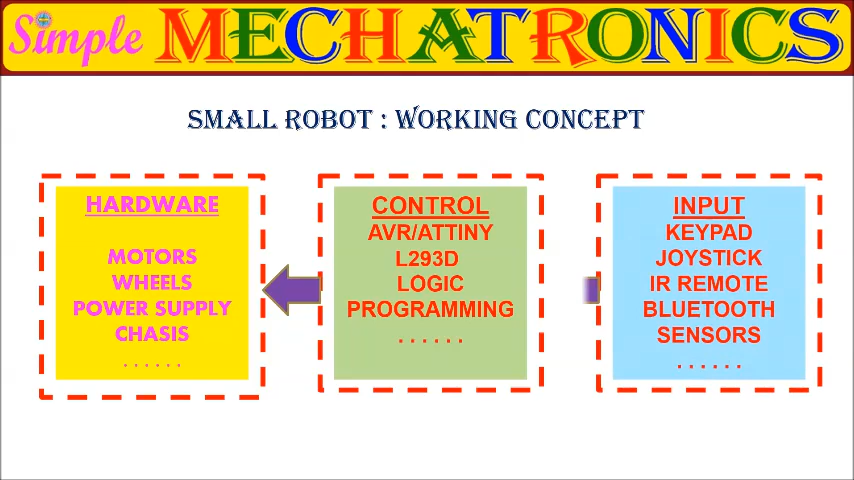 Simple MECHATRONICS
SMALL ROBOT : WORKING CONCEPT
HARDWARE
MOTORS
WHEELS
POWER SUPPLY
CHASIS
. . . . . .
CONTROL
AVR/ATTINY
L293D
LOGIC
PROGRAMMING
. . . . . .
INPUT
KEYPAD
JOYSTICK
IR REMOTE
BLUETOOTH
SENSORS
. . . . . .